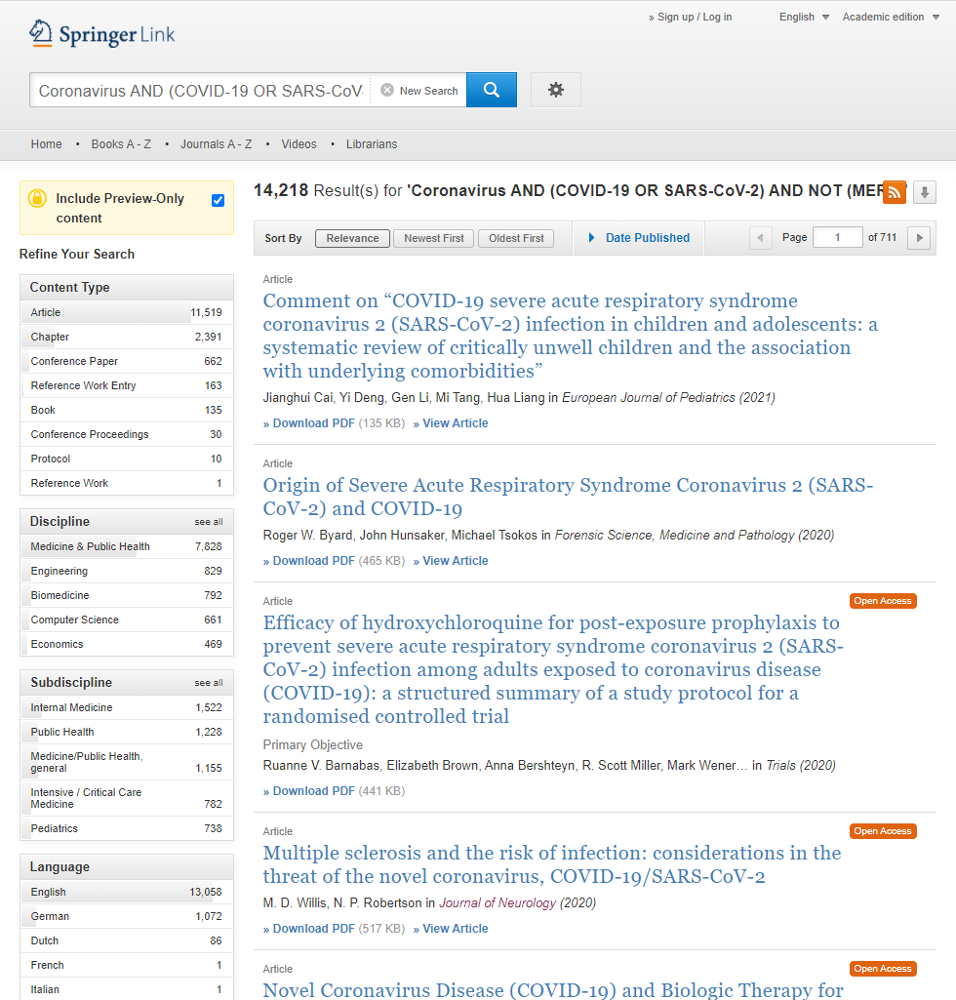 » Sign up / Log in English Academic edition
Springer Link
Coronavirus AND (COVID-19 OR SARS-CoV- New Search
Home • Books A - Z • Journals A - Z • Videos • Librarians
Include Preview-Only content
Refine Your Search
Content Type
Article 11,519
Chapter 2,391
Conference Paper 662
Reference Work Entry 163
Book 135
Conference Proceedings 30
Protocol 10
Reference Work 1
Discipline see all
Medicine & Public Health 7,828
Engineering 829
Biomedicine 792
Computer Science 661
Economics 469
Subdiscipline see all
Internal Medicine 1,522
Public Health 1,228
Medicine/Public Health,
general 1,155
Intensive / Critical Care
Medicine 782
Pediatrics 738
Language
English 13,058
German 1,072
Dutch 86
French 1
Italian 1
14,218 Result(s) for 'Coronavirus AND (COVID-19 OR SARS-CoV-2) AND NOT (MER
Sort By Relevance Newest First Oldest First Date Published Page 1 of 711
Article
Comment on “COVID-19 severe acute respiratory syndrome
coronavirus 2 (SARS-CoV-2) infection in children and adolescents: a
systematic review of critically unwell children and the association
with underlying comorbidities”
Jianghui Cai, Yi Deng, Gen Li, Mi Tang, Hua Liang in European Journal of Pediatrics (2021)
» Download PDF (135 KB) » View Article
Article
Origin of Severe Acute Respiratory Syndrome Coronavirus 2 (SARS-
CoV-2) and COVID-19
Roger W. Byard, John Hunsaker, Michael Tsokos in Forensic Science, Medicine and Pathology (2020)
» Download PDF (465 KB) » View Article
Article Open Access
Efficacy of hydroxychloroquine for post-exposure prophylaxis to
prevent severe acute respiratory syndrome coronavirus 2 (SARS-
CoV-2) infection among adults exposed to coronavirus disease
(COVID-19): a structured summary of a study protocol for a
randomised controlled trial
Primary Objective
Ruanne V. Barnabas, Elizabeth Brown, Anna Bershteyn, R. Scott Miller, Mark Wener… in Trials (2020)
» Download PDF (441 KB)
Article Open Access
Multiple sclerosis and the risk of infection: considerations in the
threat of the novel coronavirus, COVID-19/SARS-CoV-2
M. D. Willis, N. P. Robertson in Journal of Neurology (2020)
» Download PDF (517 KB) » View Article
Article Open Access
Novel Coronavirus Disease (COVID-19) and Biologic Therapy for